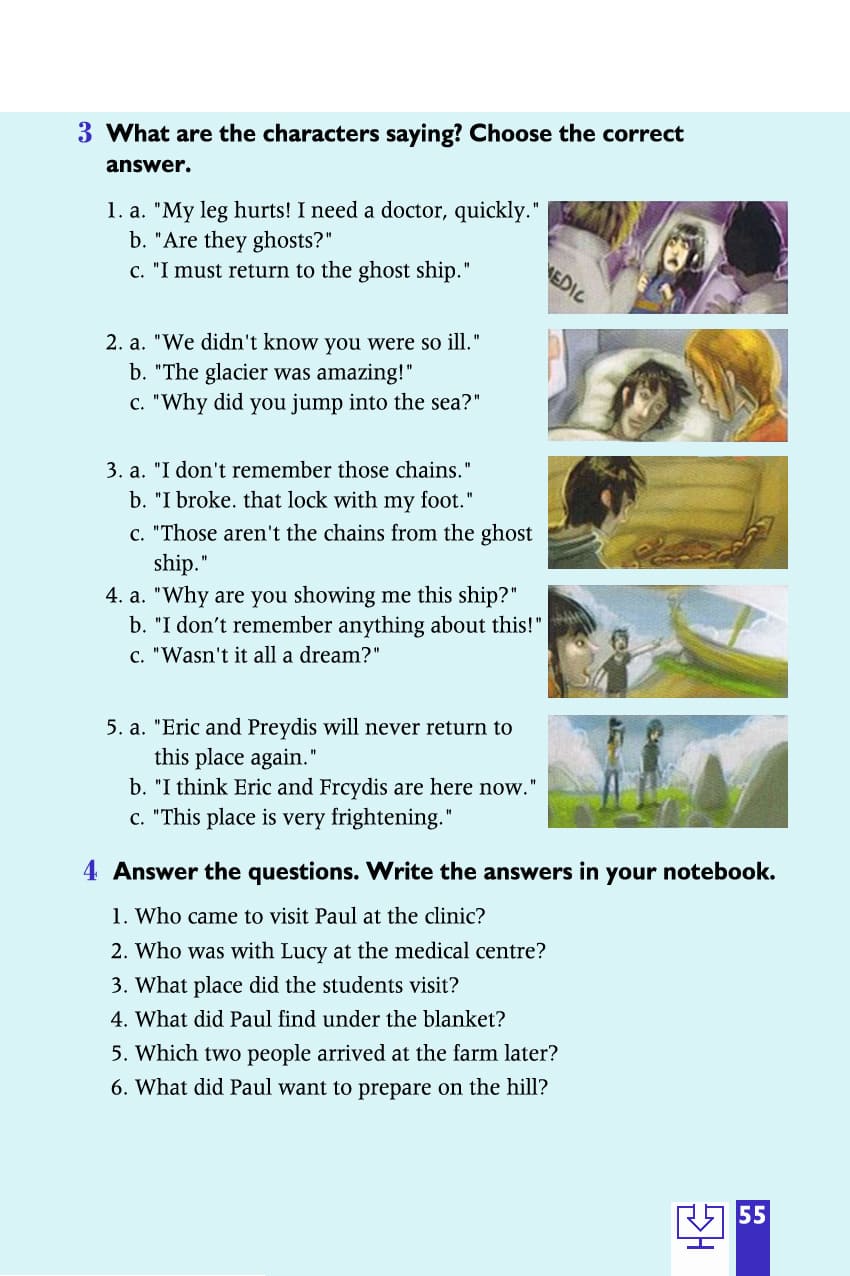 3 What are the characters saying? Choose the correct
answer.
1. a. "My leg hurts! I need a doctor, quickly."
b. "Are they ghosts?"
c. "I must return to the ghost ship."
MEDIC
2. a. "We didn't know you were so ill."
b. "The glacier was amazing!"
c. "Why did you jump into the sea?"
3. a. "I don't remember those chains."
b. "I broke. that lock with my foot."
c. "Those aren't the chains from the ghost
ship."
4. a. "Why are you showing me this ship?"
b. "I don’t remember anything about this!"
c. "Wasn't it all a dream?"
5. a. "Eric and Preydis will never return to
this place again."
b. "I think Eric and Frcydis are here now."
c. "This place is very frightening."
4 Answer the questions. Write the answers in your notebook.
1. Who came to visit Paul at the clinic?
2. Who was with Lucy at the medical centre?
3. What place did the students visit?
4. What did Paul find under the blanket?
5. Which two people arrived at the farm later?
6. What did Paul want to prepare on the hill?
55